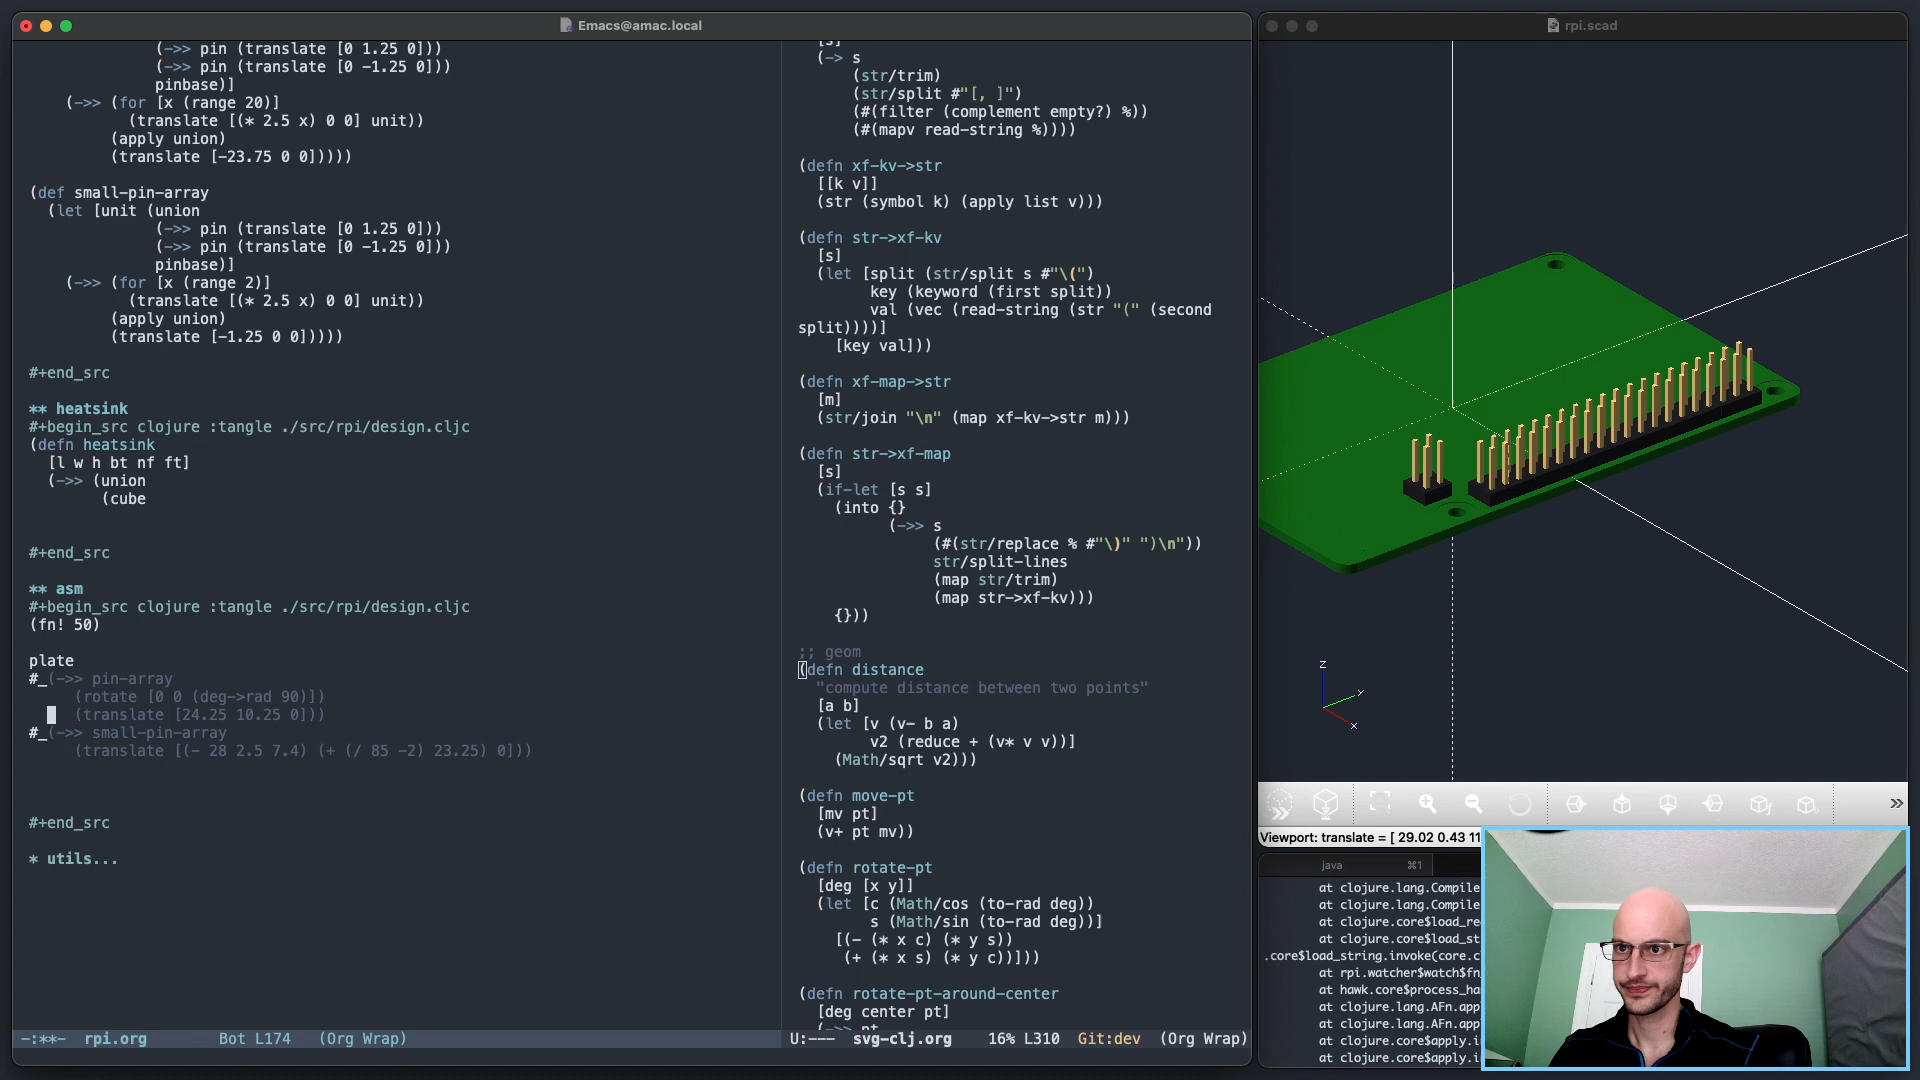 Emacs@amac.local
(->> pin (translate [0 1.25 0]))
(->> pin (translate [0 -1.25 0]))
pinbase)]
(->> (for [x (range 20)]
(translate [(* 2.5 x) 0 0] unit))
(apply union)
(translate [-23.75 0 0]))))
(def small-pin-array
(let [unit (union
(->> pin (translate [0 1.25 0]))
(->> pin (translate [0 -1.25 0]))
pinbase)]
(->> (for [x (range 2)]
(translate [(* 2.5 x) 0 0] unit))
(apply union)
(translate [-1.25 0 0]))))
#+end_src
** heatsink
#+begin_src clojure :tangle ./src/rpi/design.cljc
(defn heatsink
[l w h bt nf ft]
(->> (union
(cube
#+end_src
** asm
#+begin_src clojure :tangle ./src/rpi/design.cljc
(fn! 50)
plate
#_(->> pin-array
(rotate [0 0 (deg->rad 90)])
(translate [24.25 10.25 0]))
#_(->> small-pin-array
(translate [(- 28 2.5 7.4) (+ (/ 85 -2) 23.25) 0]))
#+end_src
* utils...
-:**-  rpi.org        Bot L174   (Org Wrap)
[s]
(-> s
(str/trim)
(str/split #"[, ]")
(#(filter (complement empty?) %))
(#(mapv read-string %))))
(defn xf-kv->str
[[k v]]
(str (symbol k) (apply list v)))
(defn str->xf-kv
[s]
(let [split (str/split s #"\(")
key (keyword (first split))
val (vec (read-string (str "(" (second
split))))]
[key val]))
(defn xf-map->str
[m]
(str/join "\n" (map xf-kv->str m)))
(defn str->xf-map
[s]
(if-let [s s]
(into {}
(->> s
(#(str/replace % #"\)" ")\n"))
str/split-lines
(map str/trim)
(map str->xf-kv)))
{}))
;; geom
(defn distance
"compute distance between two points"
[a b]
(let [v (v- b a)
v2 (reduce + (v* v v))]
(Math/sqrt v2)))
(defn move-pt
[mv pt]
(v+ pt mv))
(defn rotate-pt
[deg [x y]]
(let [c (Math/cos (to-rad deg))
s (Math/sin (to-rad deg))]
[(- (* x c) (* y s))
(+ (* x s) (* y c))]))
(defn rotate-pt-around-center
[deg center pt]
(->> pt
U:---  svg-clj.org    16% L310  Git:dev  (Org Wrap)
rpi.scad
z
y
x
Viewport: translate = [ 29.02 0.43 11
java ⌘1
at clojure.lang.Compile
at clojure.lang.Compile
at clojure.core$load_re
at clojure.core$load_st
.core$load_string.invoke(core.c
at rpi.watcher$watch$fn
at hawk.core$process_ha
at clojure.lang.AFn.app
at clojure.lang.AFn.app
at clojure.core$apply.i
at clojure.core$apply.i